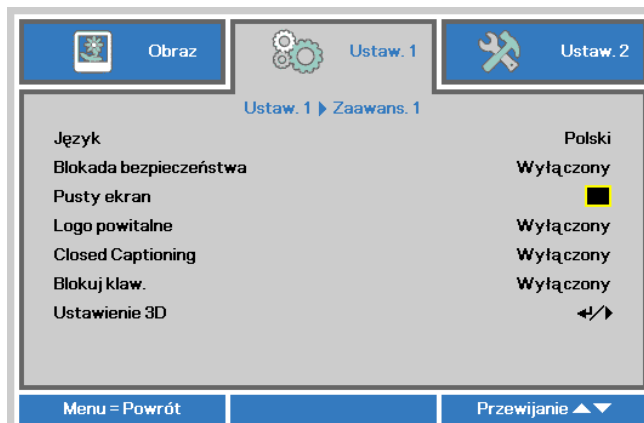 Obraz
Ustaw. 1
Ustaw. 2
Ustaw. 1 Zaawans. 1
Język Polski
Blokada bezpieczeństwa Wyłączony
Pusty ekran
Logo powitalne Wyłączony
Closed Captioning Wyłączony
Blokuj klaw. Wyłączony
Ustawienie 3D
Menu = Powrót
Przewijanie